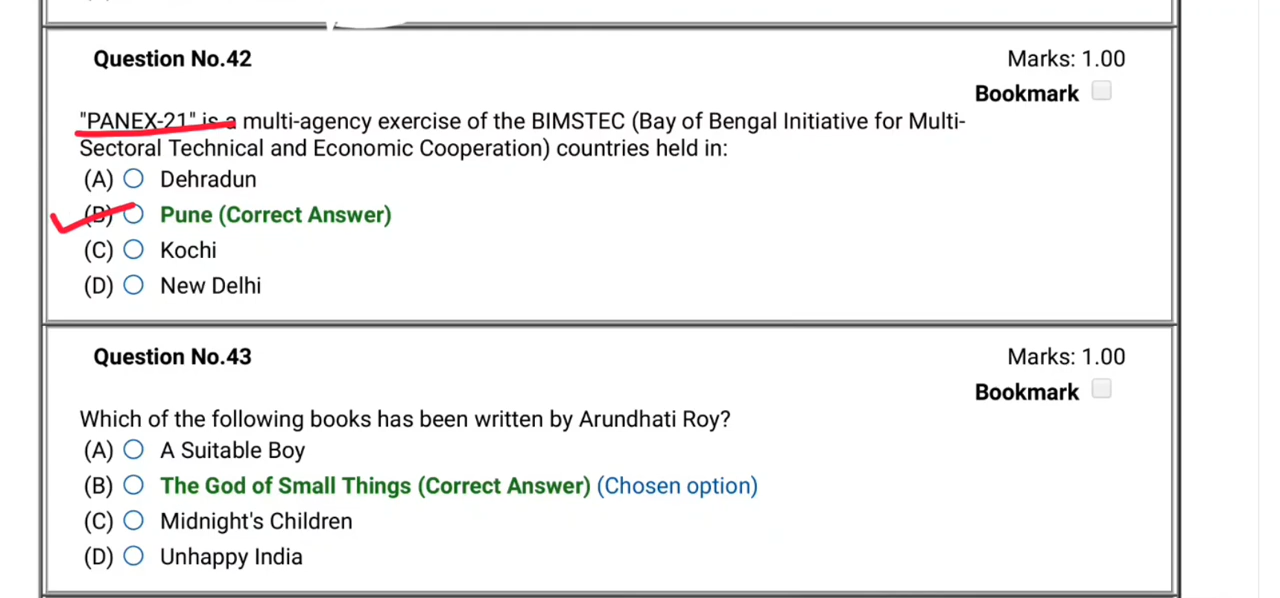 Question No.42
Marks: 1.00
Bookmark
"PANEX-21" is a multi-agency exercise of the BIMSTEC (Bay of Bengal Initiative for Multi-
Sectoral Technical and Economic Cooperation) countries held in:
(A) Dehradun
(B) Pune (Correct Answer)
(C) Kochi
(D) New Delhi
Question No.43
Marks: 1.00
Bookmark
Which of the following books has been written by Arundhati Roy?
(A) A Suitable Boy
(B) The God of Small Things (Correct Answer) (Chosen option)
(C) Midnight's Children
(D) Unhappy India